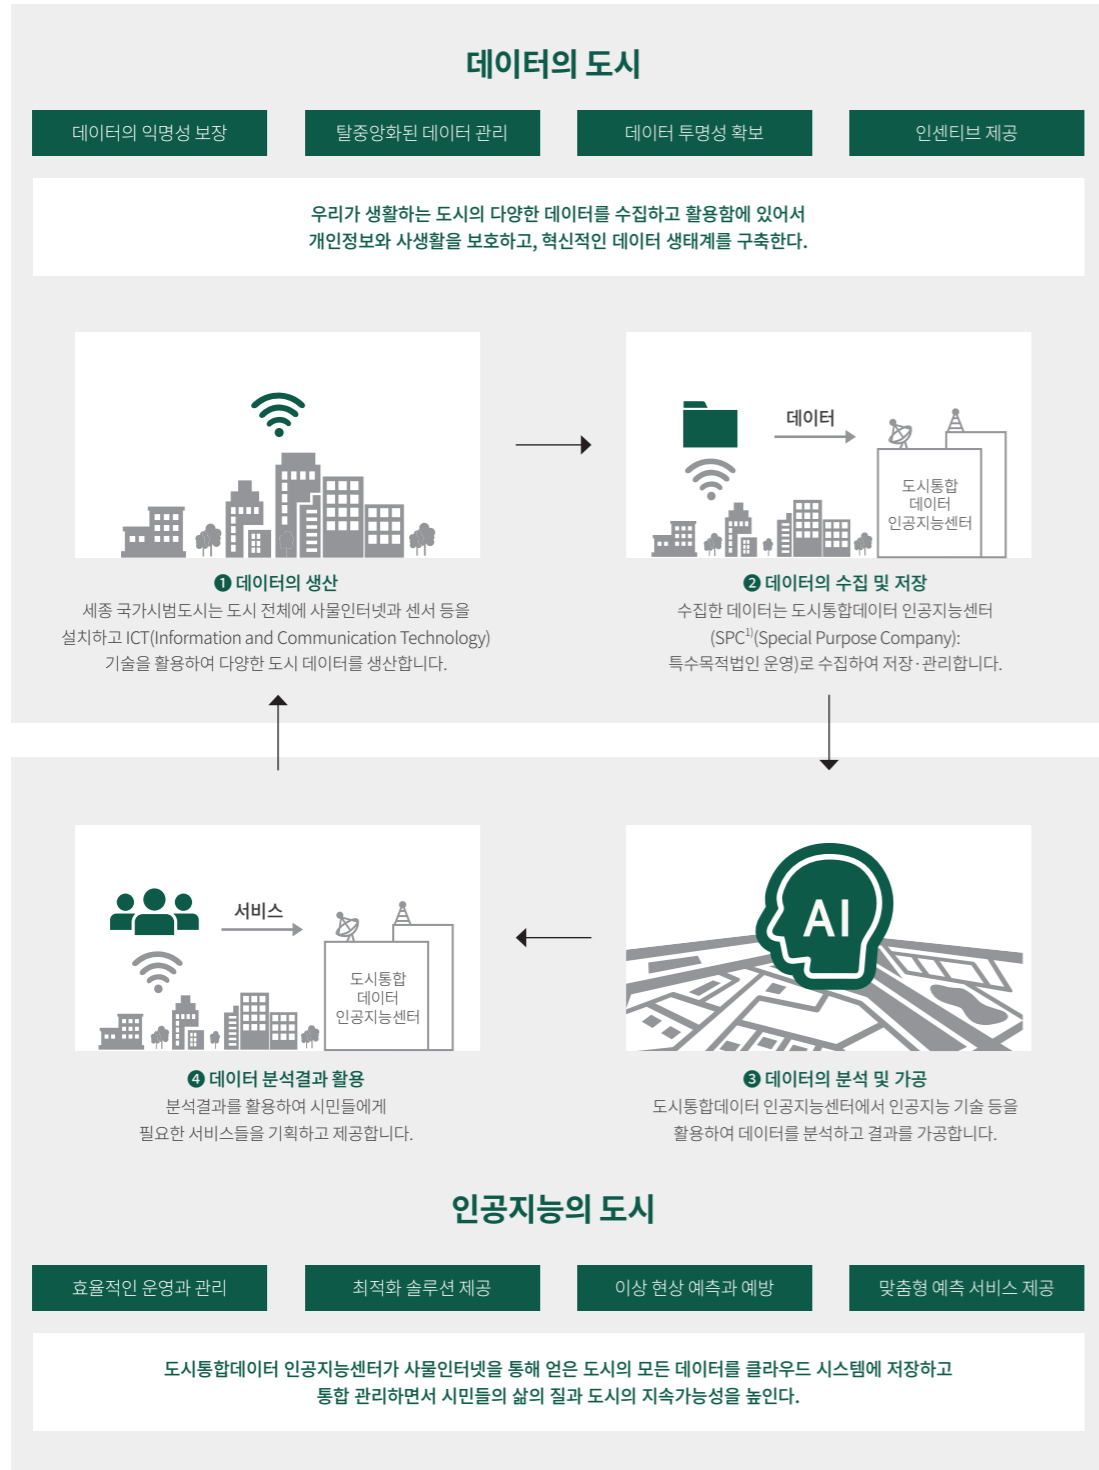 데이터의 도시
데이터의 익명성 보장
탈중앙화된 데이터 관리
데이터 투명성 확보
인센티브 제공
우리가 생활하는 도시의 다양한 데이터를 수집하고 활용함에 있어서
개인정보와 사생활을 보호하고, 혁신적인 데이터 생태계를 구축한다.
데이터
도시통합
데이터
인공지능센터
❶ 데이터의 생산
세종 국가시범도시는 도시 전체에 사물인터넷과 센서 등을
설치하고 ICT(Information and Communication Technology)
기술을 활용하여 다양한 도시 데이터를 생산합니다.
❷ 데이터의 수집 및 저장
수집한 데이터는 도시통합데이터 인공지능센터
(SPC1)(Special Purpose Company):
특수목적법인 운영)로 수집하여 저장·관리합니다.
서비스
도시통합
데이터
인공지능센터
AI
❹ 데이터 분석결과 활용
분석결과를 활용하여 시민들에게
필요한 서비스들을 기획하고 제공합니다.
❸ 데이터의 분석 및 가공
도시통합데이터 인공지능센터에서 인공지능 기술 등을
활용하여 데이터를 분석하고 결과를 가공합니다.
인공지능의 도시
효율적인 운영과 관리
최적화 솔루션 제공
이상 현상 예측과 예방
맞춤형 예측 서비스 제공
도시통합데이터 인공지능센터가 사물인터넷을 통해 얻은 도시의 모든 데이터를 클라우드 시스템에 저장하고
통합 관리하면서 시민들의 삶의 질과 도시의 지속가능성을 높인다.